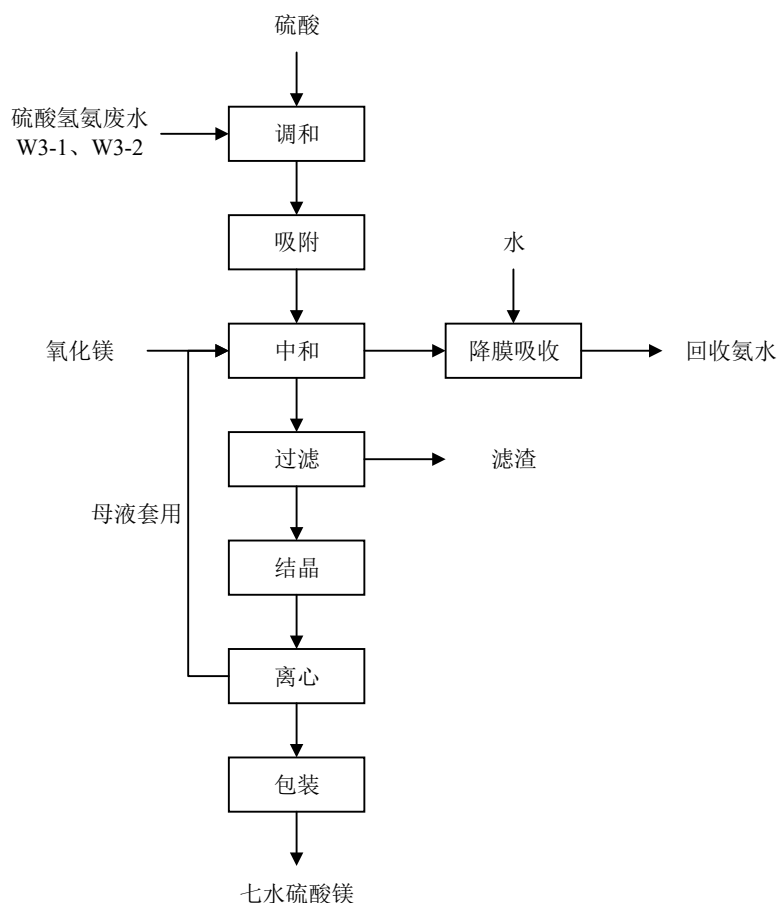 硫酸
硫酸氢氨废水
W3-1、W3-2
调和
吸附
水
氧化镁
中和
降膜吸收
回收氨水
过滤
滤渣
母液套用
结晶
离心
包装
七水硫酸镁